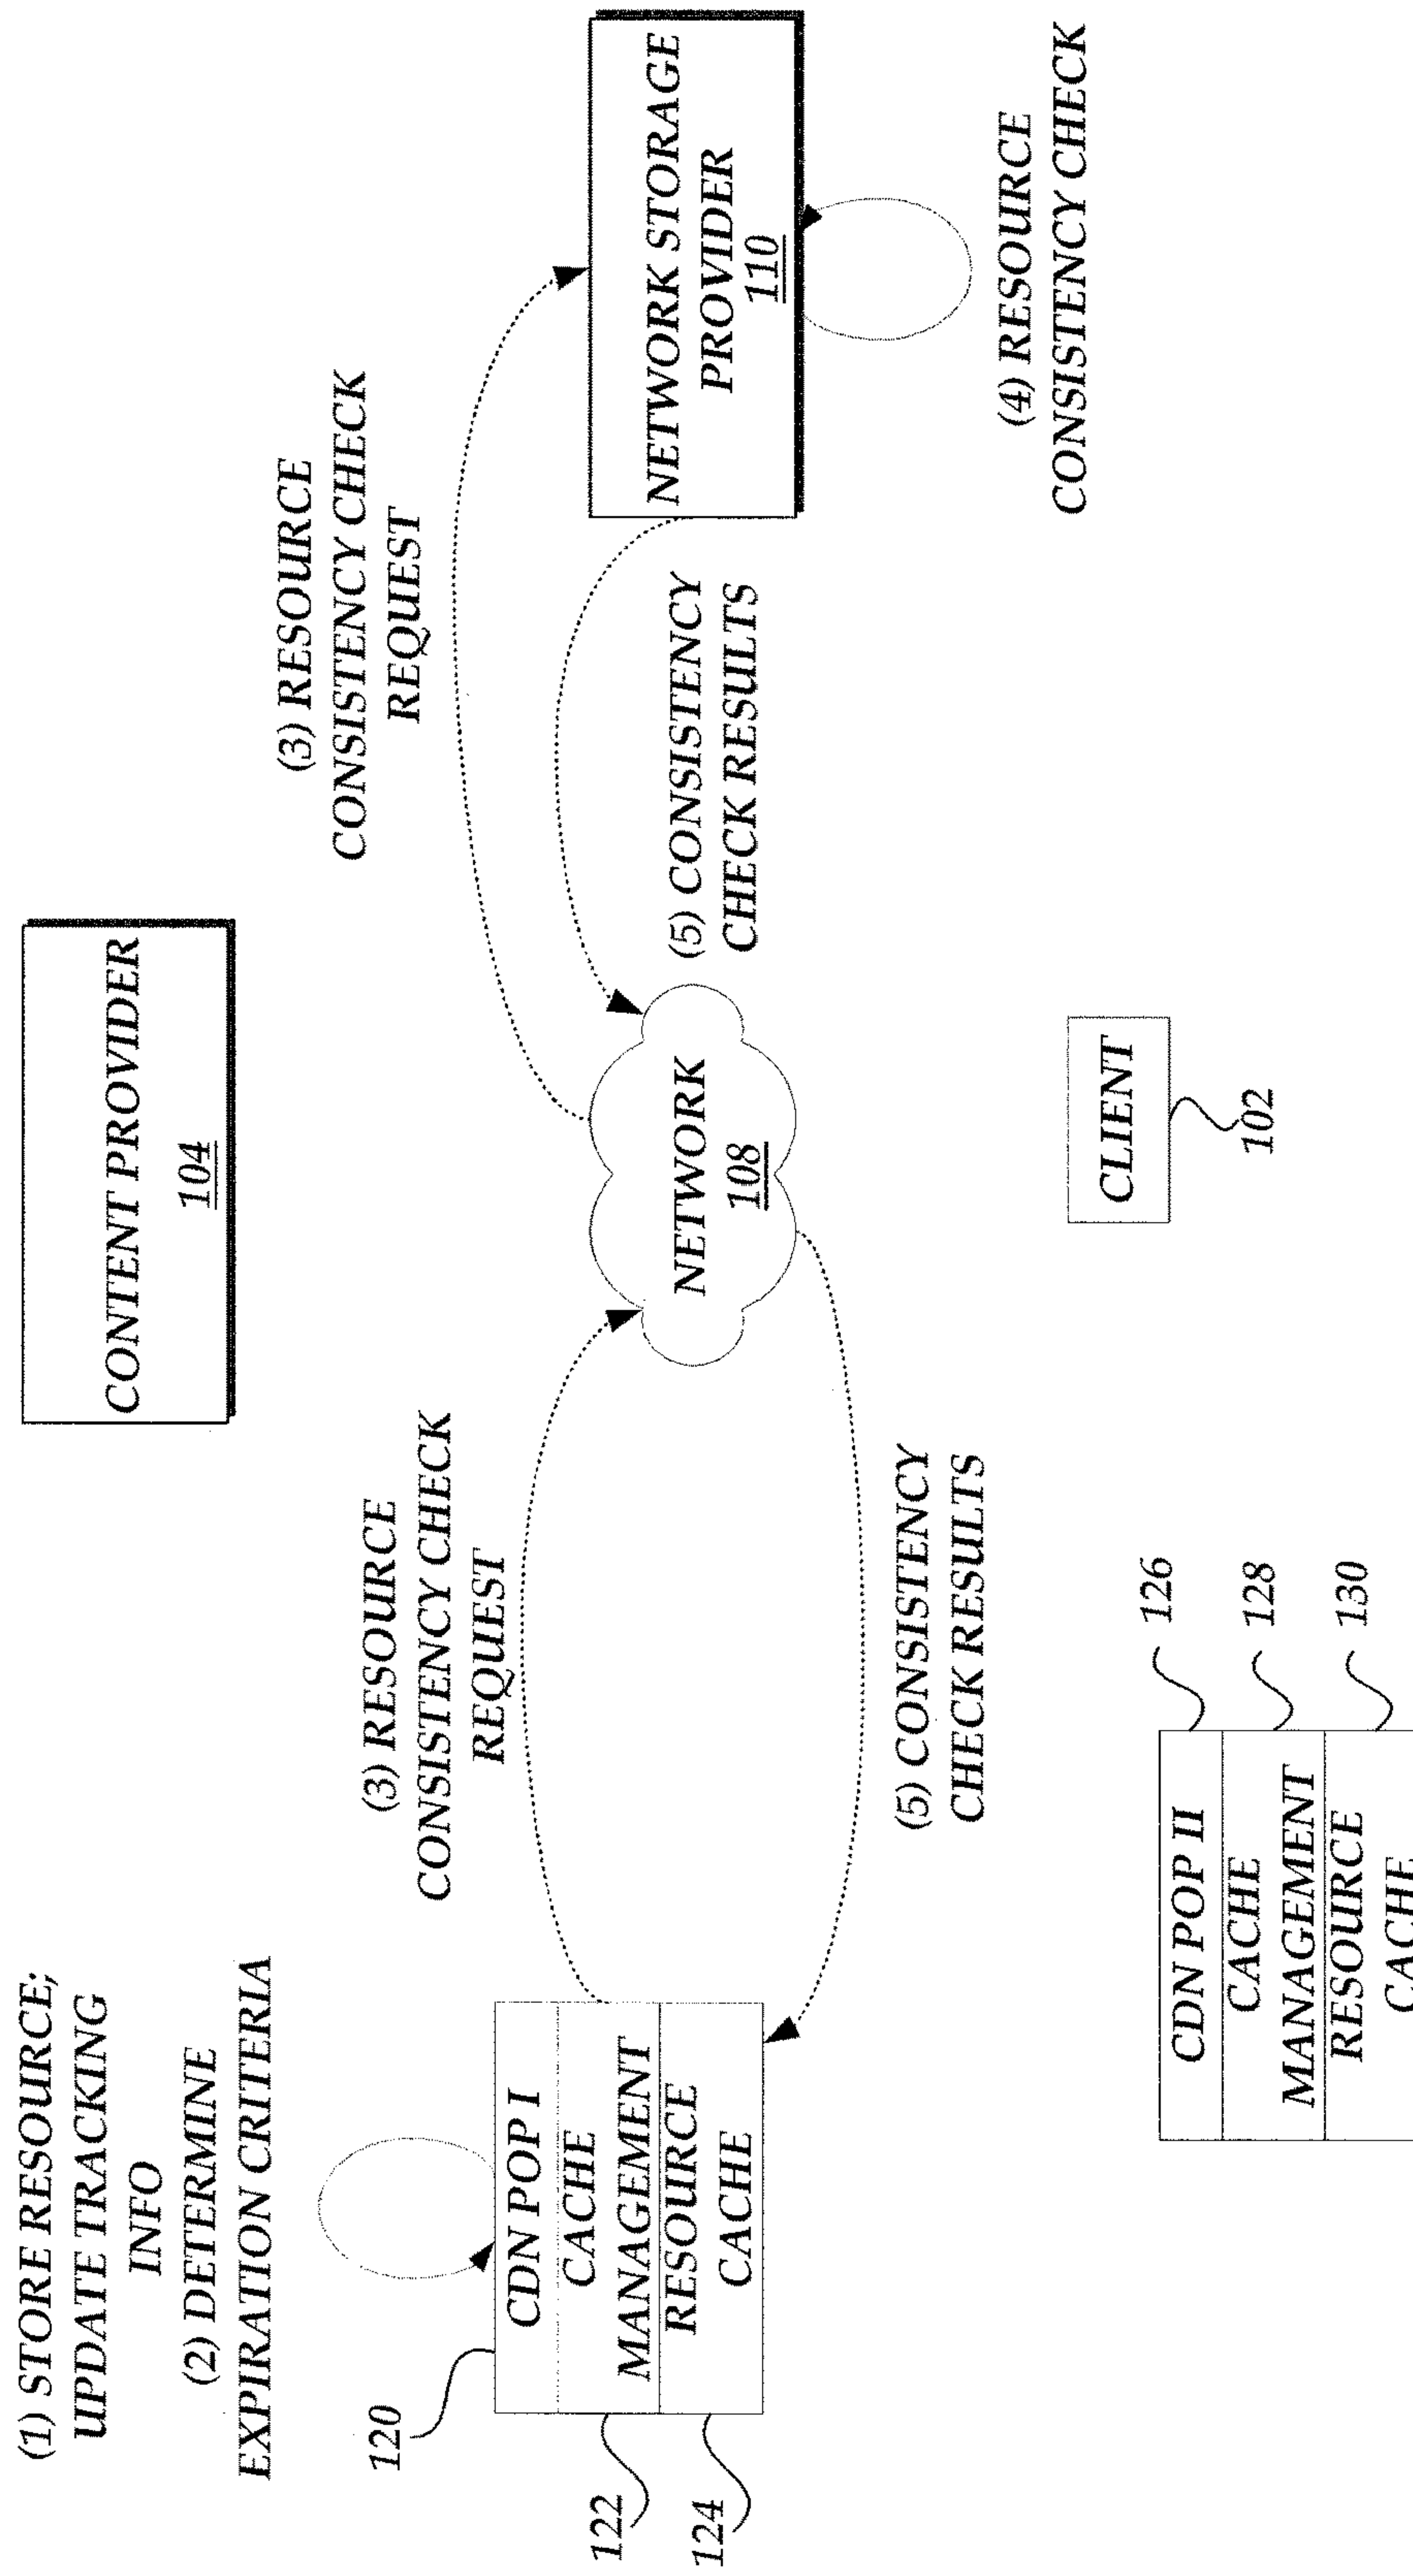 (1) STORE RESOURCE;
UPDATE TRACKING
INFO
(2) DETERMINE
EXPIRATION CRITERIA
120
CDN POP I
CACHE
MANAGEMENT
RESOURCE
CACHE
122
124
(3) RESOURCE
CONSISTENCY CHECK
REQUEST
(5) CONSISTENCY
CHECK RESULTS
CDN POP II
CACHE
MANAGEMENT
RESOURCE
CACHE
126
128
130
CONTENT PROVIDER
104
NETWORK
108
CLIENT
102
(3) RESOURCE
CONSISTENCY CHECK
REQUEST
(5) CONSISTENCY
CHECK RESULTS
NETWORK STORAGE
PROVIDER
110
(4) RESOURCE
CONSISTENCY CHECK